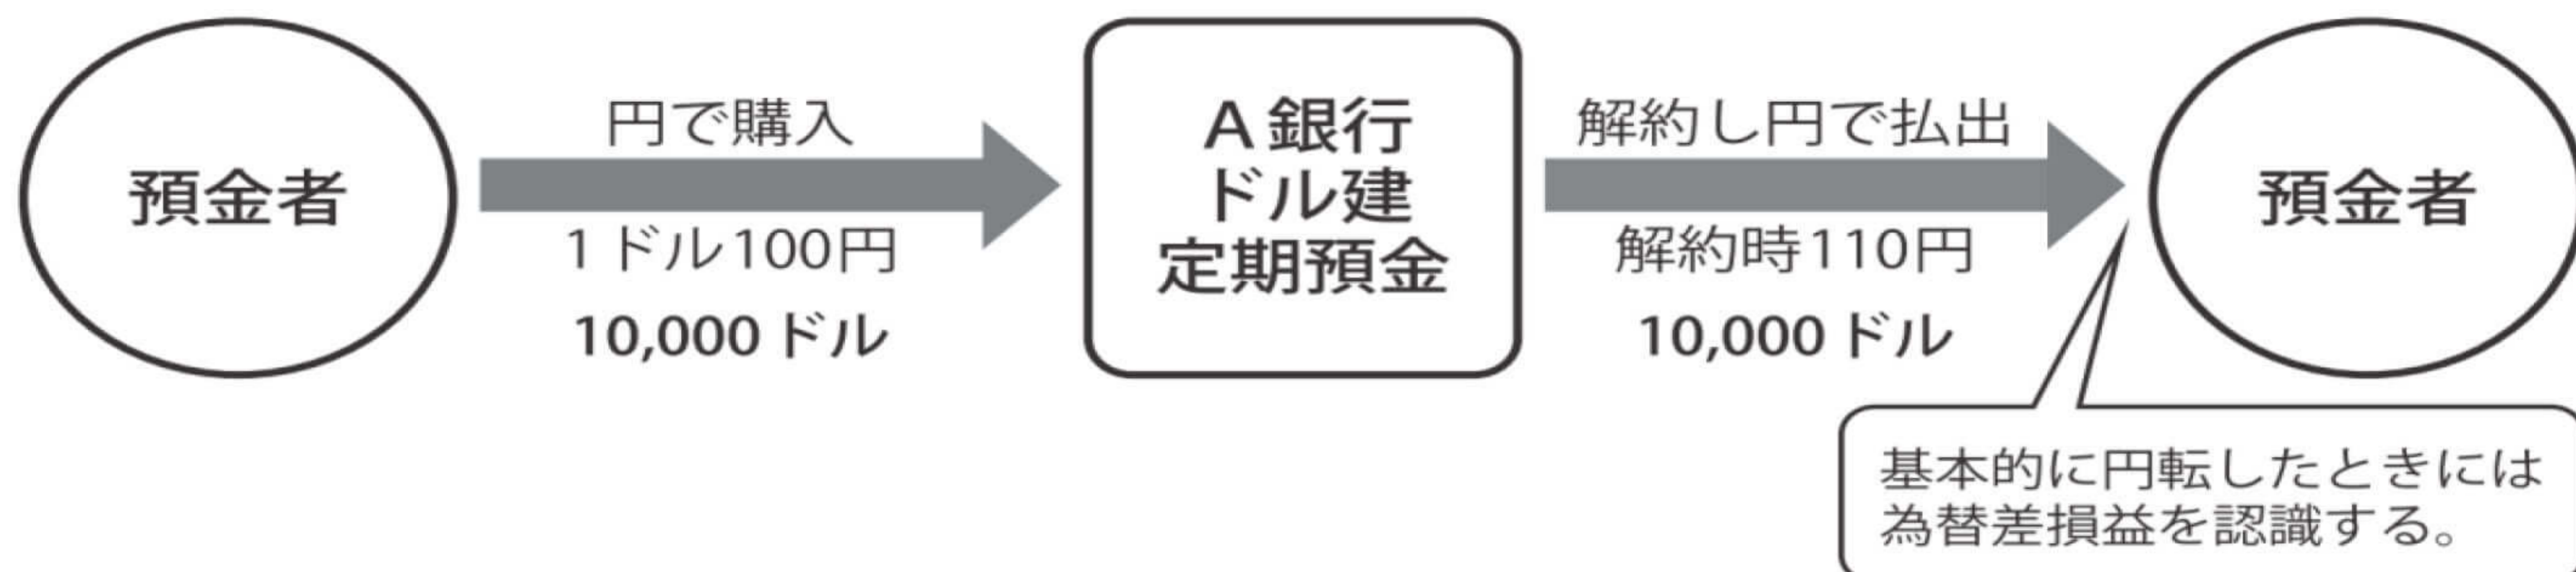 預金者
円で購入
1ドル100円
10,000ドル
A銀行
ドル建
定期預金
解約し円で払出
解約時110円
10,000ドル
預金者
基本的に円転したときには
為替差損益を認識する。